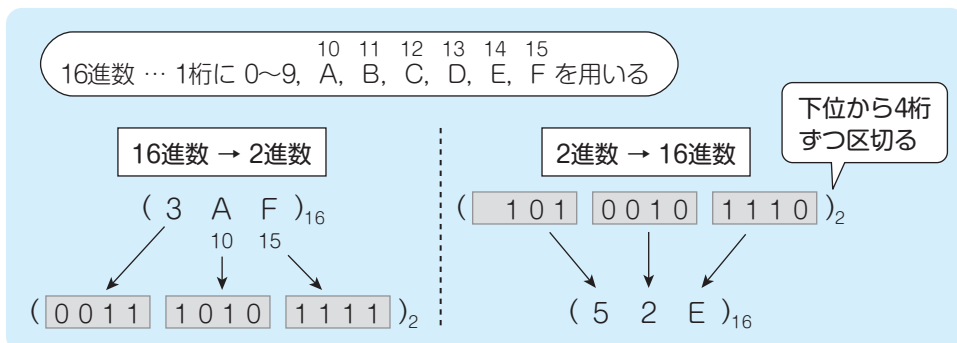 10 11 12 13 14 15
16進数 … 1桁に 0〜9, A, B, C, D, E, F を用いる
下位から4桁
ずつ区切る
16進数 → 2進数
( 3 A F )16
10 15
( 0011 1010 1111 )2
2進数 → 16進数
( 101 0010 1110 )2
( 5 2 E )16